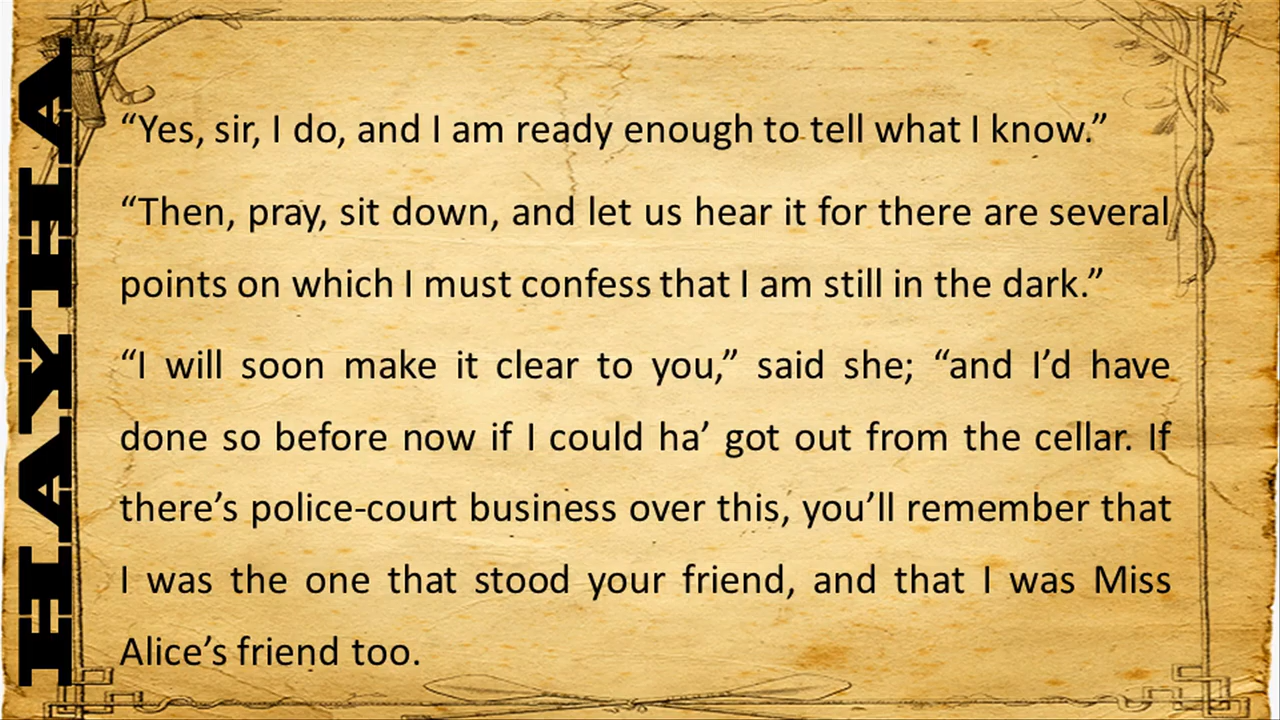 HAYHA
“Yes, sir, I do, and I am ready enough to tell what I know.”
“Then, pray, sit down, and let us hear it for there are several
points on which I must confess that I am still in the dark.”
“I will soon make it clear to you,” said she; “and I’d have
done so before now if I could ha’ got out from the cellar. If
there’s police-court business over this, you’ll remember that
I was the one that stood your friend, and that I was Miss
Alice’s friend too.